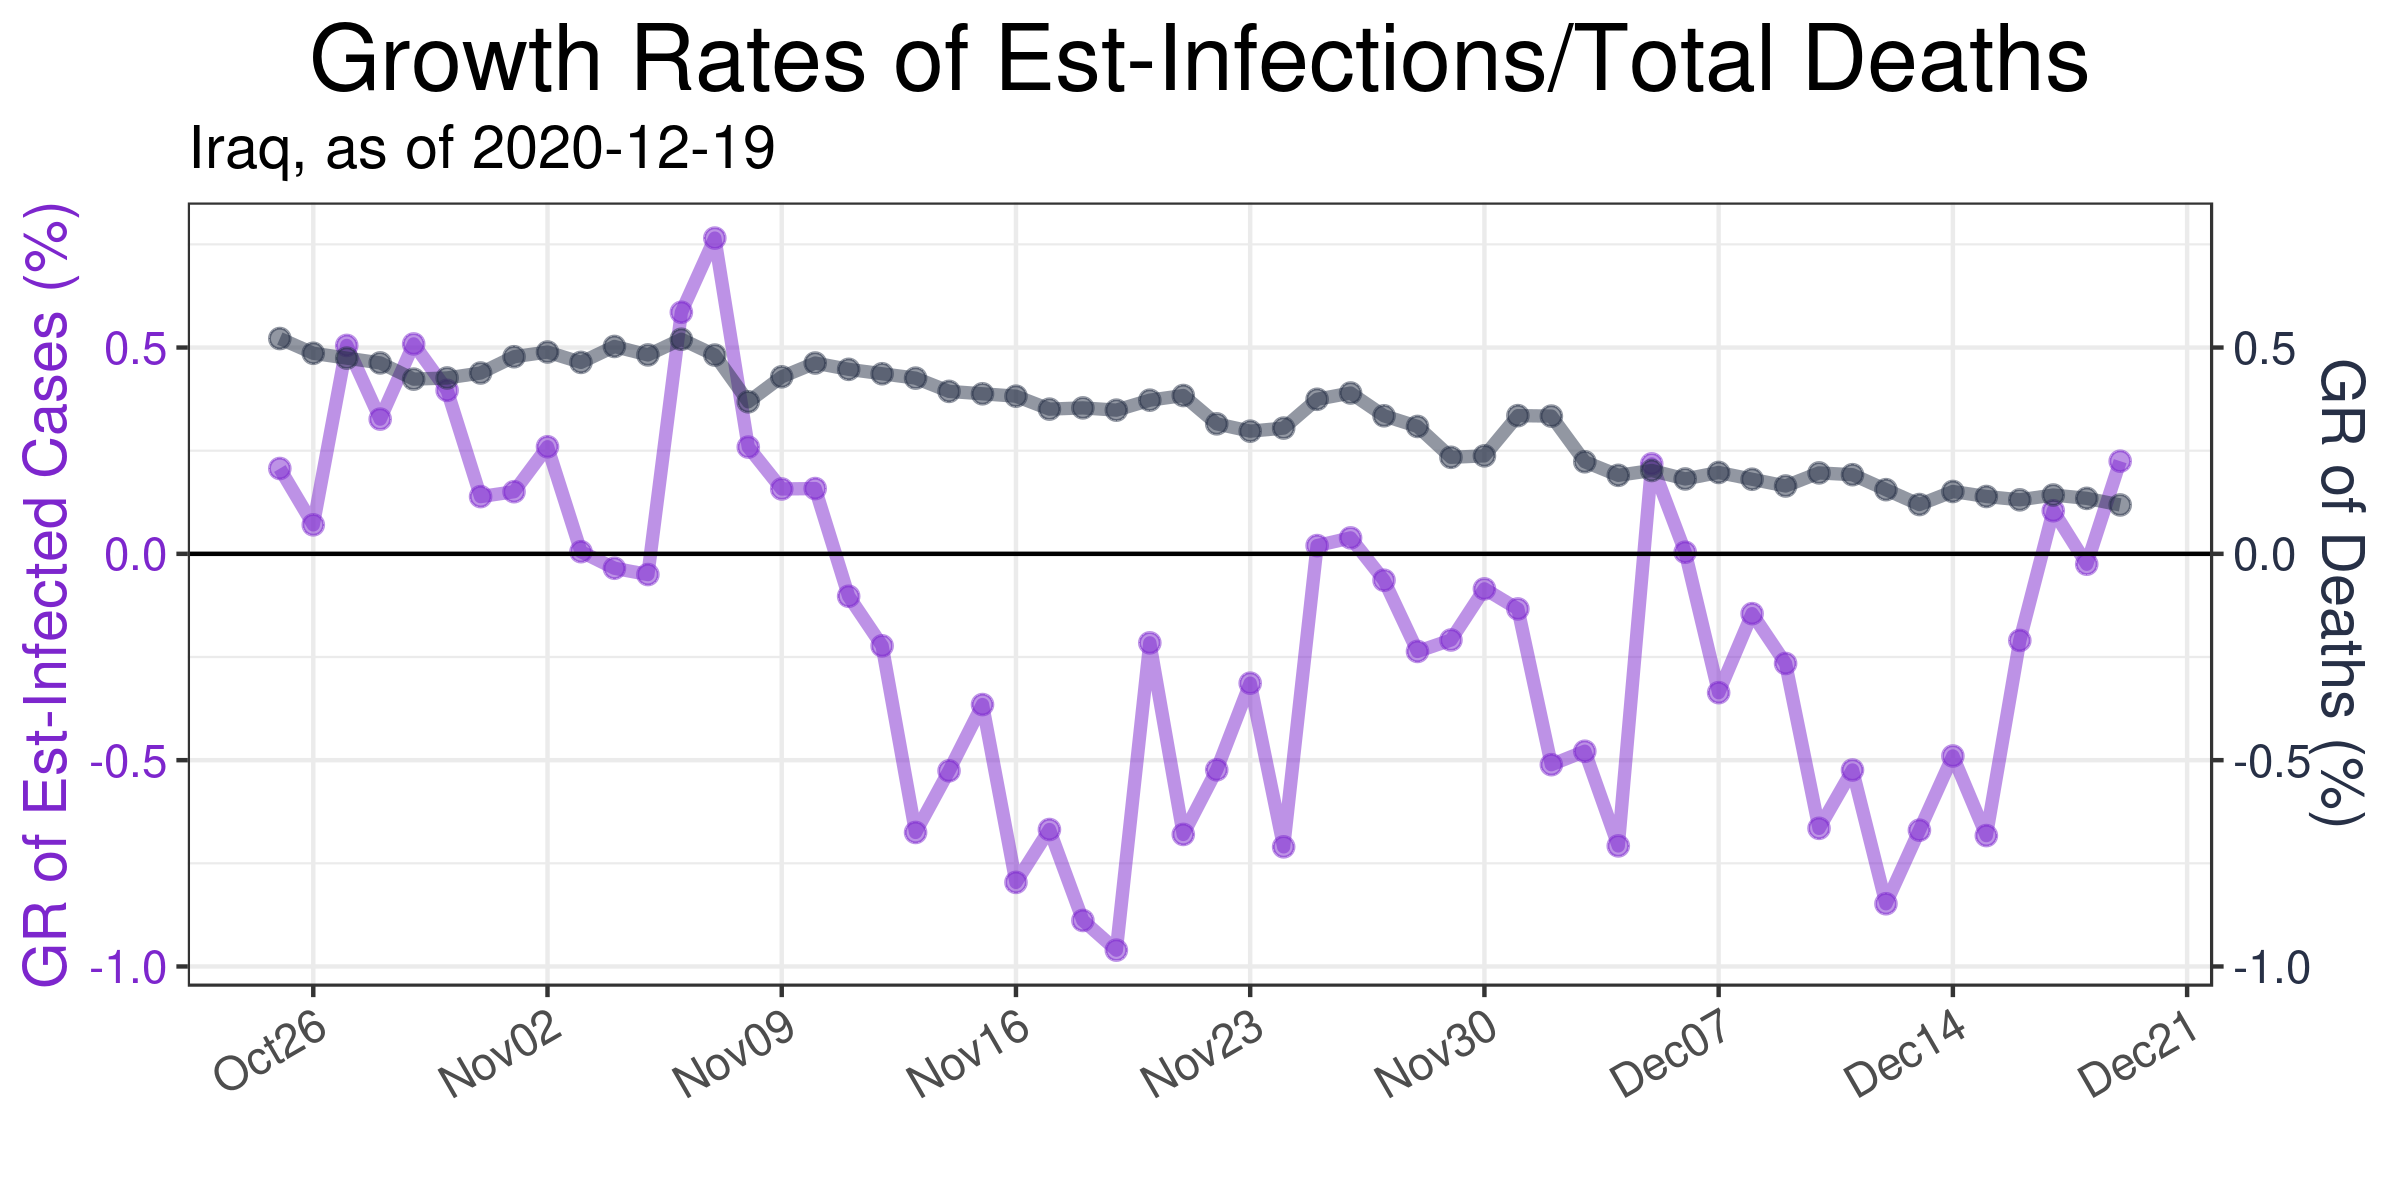 Growth Rates of Est-Infections/Total Deaths
Iraq, as of 2020-12-19
GR of Est-Infected Cases (%)
0.5
0.0
-0.5
-1.0
0.5
0.0
-0.5
-1.0
GR of Deaths (%)
Oct26
Nov02
Nov09
Nov16
Nov23
Nov30
Dec07
Dec14
Dec21